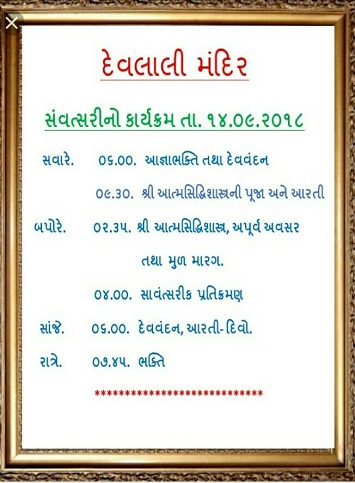 દેવલાલી મંદિર
સંવત્સરીનો કાર્યક્રમ તા. ૧૪.૦૯.૨૦૧૮
સવારે. ૦૬.૦૦. આજ્ઞાભક્તિ તથા દેવવંદન
૦૯.૩૦. શ્રી આત્મસિદ્ધિશાસ્ત્રની પૂજા અને આરતી
બપોરે. ૦૨.૩૫. શ્રી આત્મસિદ્ધિશાસ્ત્ર, અપૂર્વ અવસર
તથા મુળ મારગ.
૦૪.૦૦. સાવંત્સરીક પ્રતિક્રમણ
સાંજે. ૦૬.૦૦. દેવવંદન, આરતી-દિવો.
રાત્રે. ૦૭.૪૫. ભક્તિ
****************************